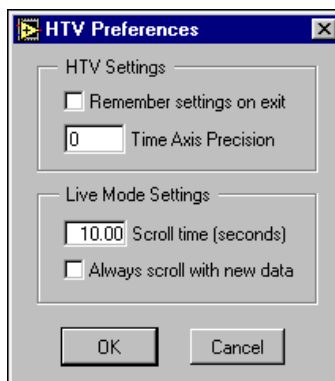 HTV Preferences
HTV Settings
Remember settings on exit
0 Time Axis Precision
Live Mode Settings
10.00 Scroll time (seconds)
Always scroll with new data
OK Cancel